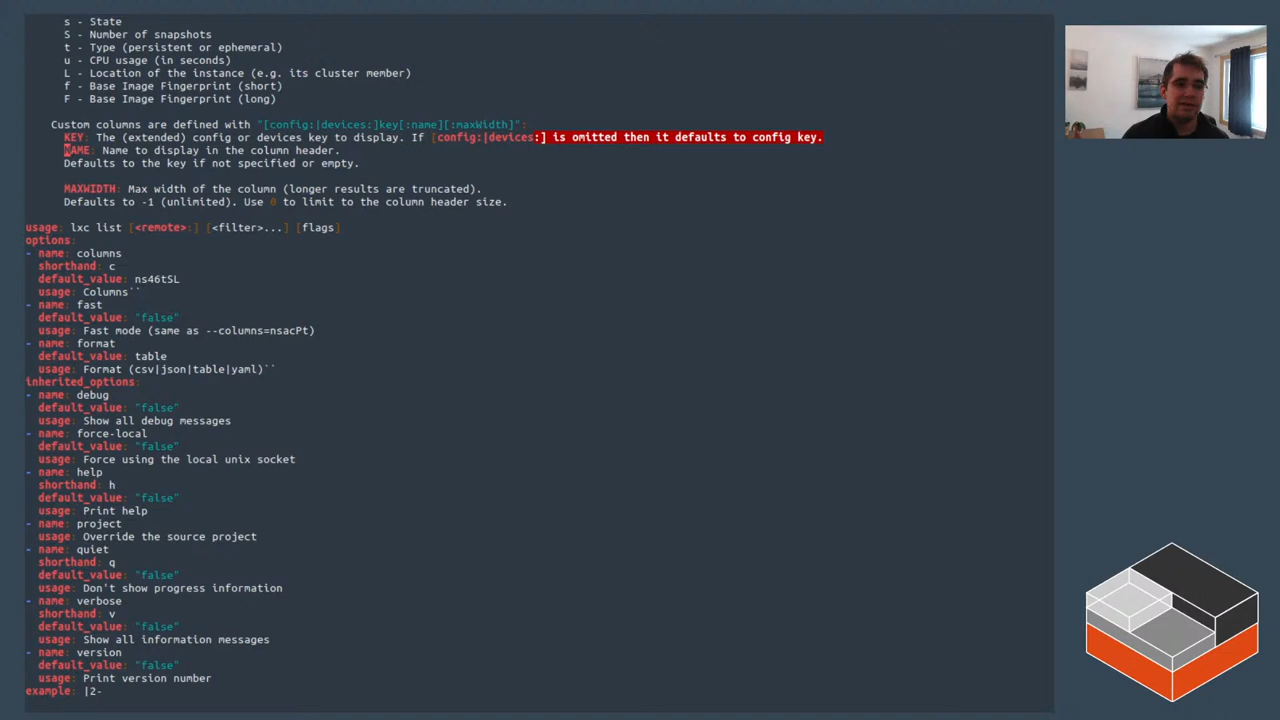 s - State
S - Number of snapshots
t - Type (persistent or ephemeral)
u - CPU usage (in seconds)
L - Location of the instance (e.g. its cluster member)
f - Base Image Fingerprint (short)
F - Base Image Fingerprint (long)
Custom columns are defined with "[config:|devices:]key[:name][:maxWidth]":
KEY: The (extended) config or device key to display. If [config:|devices:] is omitted then it defaults to config key.
NAME: Name to display in the column header.
Defaults to the key if not specified or empty.
MAXWIDTH: Max width of the column (longer results are truncated).
Defaults to -1 (unlimited). Use 0 to limit to the column header size.
usage: lxc list [<remote>:] [<filter>...] [flags]
options:
- name: columns
shorthand: c
default_value: ns46tSL
usage: Columns``
- name: fast
default_value: "false"
usage: Fast mode (same as --columns=nsacPt)
- name: format
default_value: table
usage: Format (csv|json|table|yaml)``
inherited_options:
- name: debug
default_value: "false"
usage: Show all debug messages
- name: force-local
default_value: "false"
usage: Force using the local unix socket
- name: help
shorthand: h
default_value: "false"
usage: Print help
- name: project
usage: Override the source project
- name: quiet
shorthand: q
default_value: "false"
usage: Don't show progress information
- name: verbose
shorthand: v
default_value: "false"
usage: Show all information messages
- name: version
default_value: "false"
usage: Print version number
example: |2-